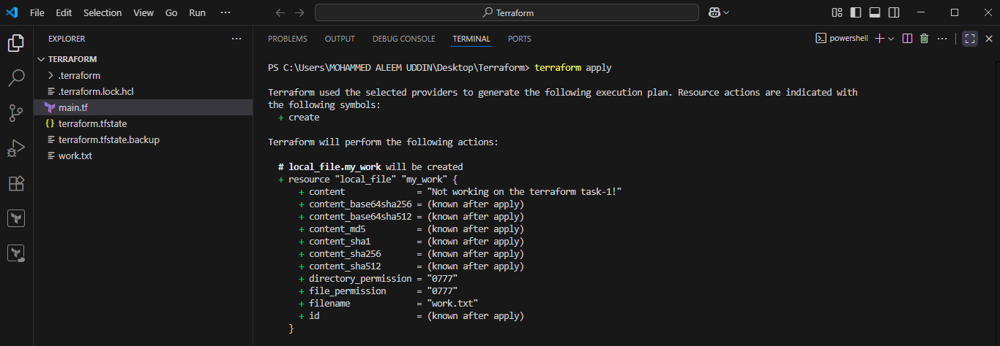 File Edit Selection View Go Run ··· Terraform
EXPLORER ···
TERRAFORM
.terraform
.terraform.lock.hcl
main.tf
terraform.tfstate
terraform.tfstate.backup
work.txt
PROBLEMS OUTPUT DEBUG CONSOLE TERMINAL PORTS powershell ···
PS C:\Users\MOHAMMED ALEEM UDDIN\Desktop\Terraform> terraform apply
Terraform used the selected providers to generate the following execution plan. Resource actions are indicated with
the following symbols:
+ create
Terraform will perform the following actions:
# local_file.my_work will be created
+ resource "local_file" "my_work" {
+ content = "Not working on the terraform task-1!"
+ content_base64sha256 = (known after apply)
+ content_base64sha512 = (known after apply)
+ content_md5 = (known after apply)
+ content_sha1 = (known after apply)
+ content_sha256 = (known after apply)
+ content_sha512 = (known after apply)
+ directory_permission = "0777"
+ file_permission = "0777"
+ filename = "work.txt"
+ id = (known after apply)
}